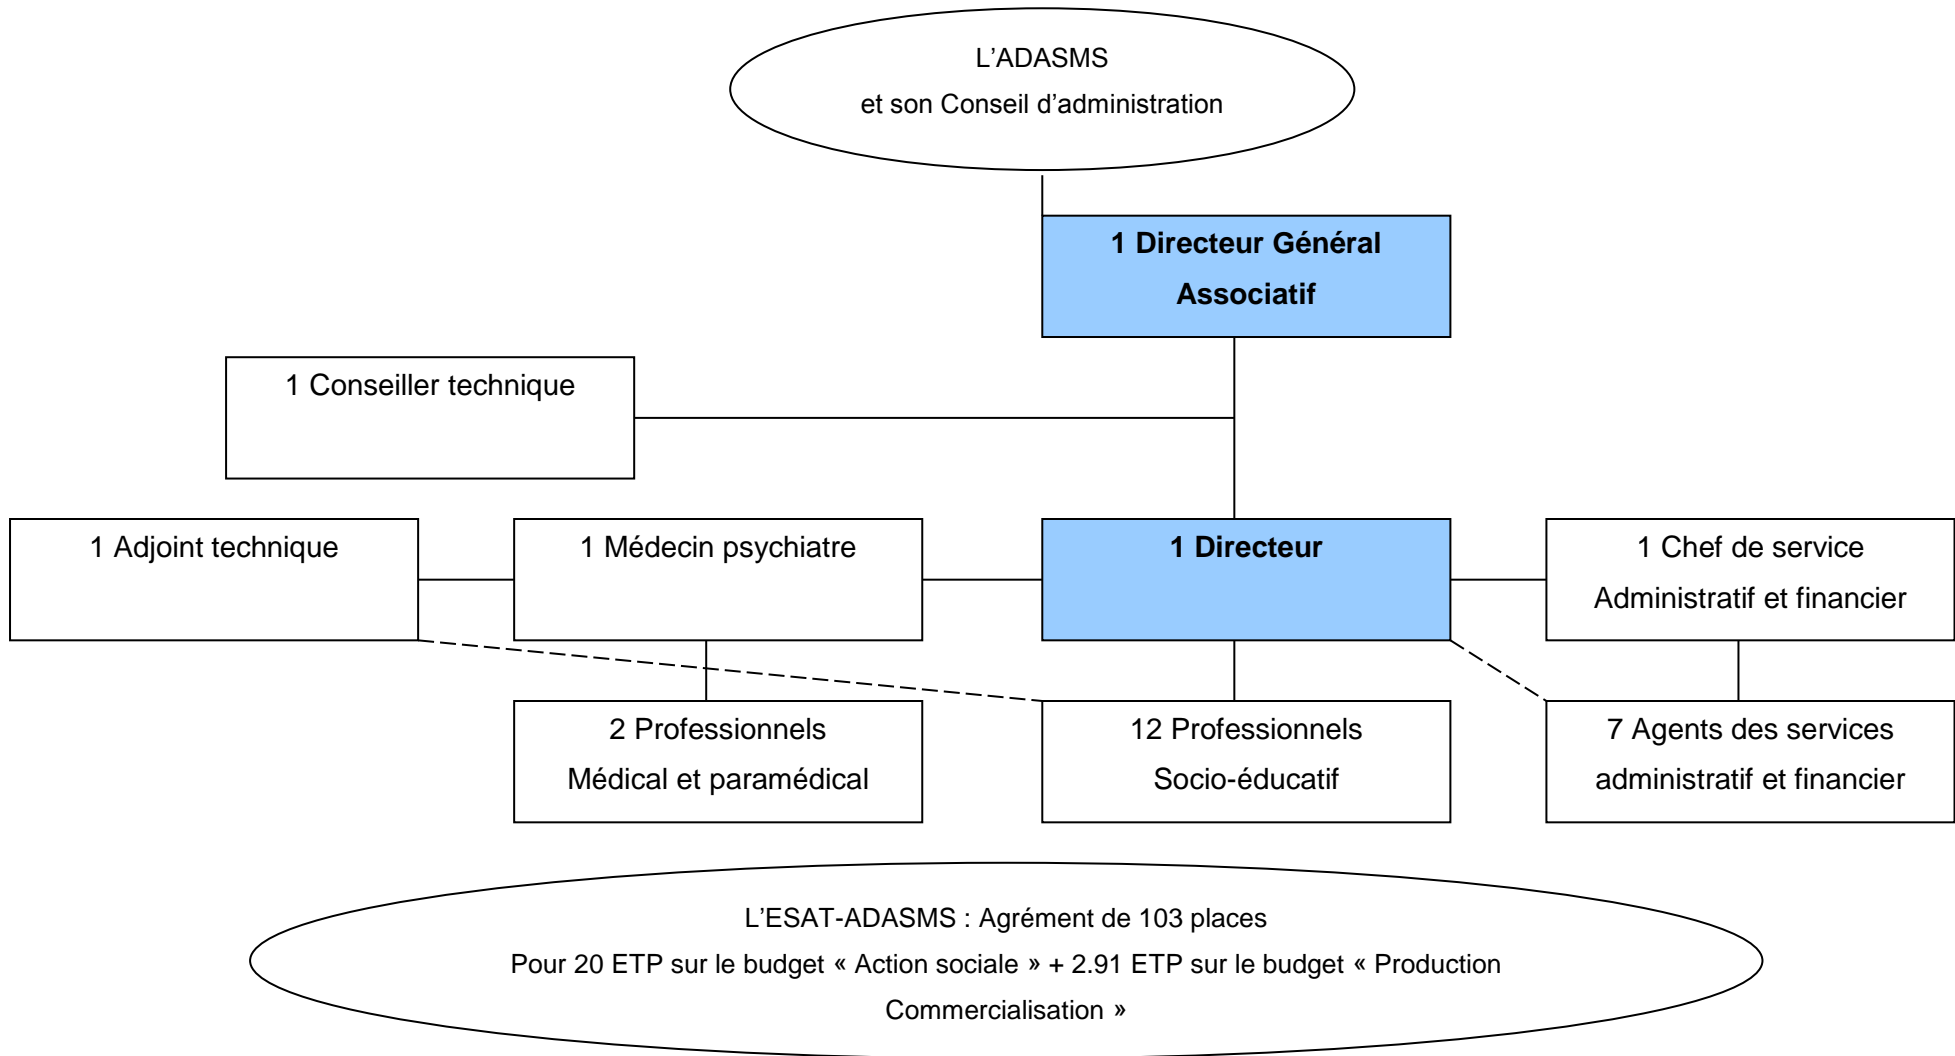 L’ADASMS
et son Conseil d’administration
1 Directeur Général
Associatif
1 Conseiller technique
1 Adjoint technique
1 Médecin psychiatre
1 Directeur
1 Chef de service
Administratif et financier
2 Professionnels
Médical et paramédical
12 Professionnels
Socio-éducatif
7 Agents des services
administratif et financier
L’ESAT-ADASMS : Agrément de 103 places
Pour 20 ETP sur le budget « Action sociale » + 2.91 ETP sur le budget « Production
Commercialisation »